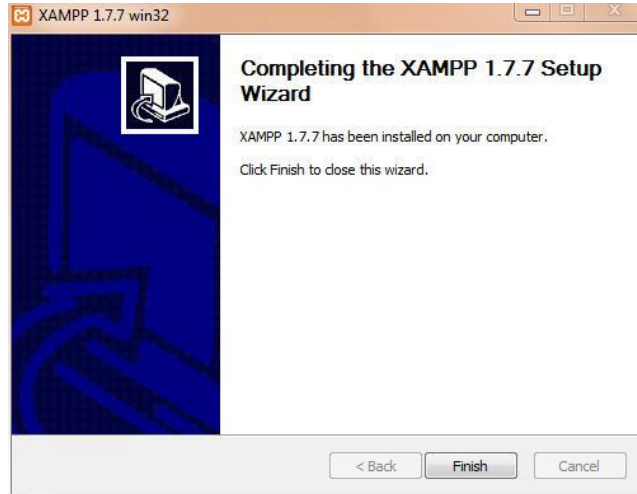 XAMPP 1.7.7 win32
Completing the XAMPP 1.7.7 Setup
Wizard
XAMPP 1.7.7 has been installed on your computer.
Click Finish to close this wizard.
< Back
Finish
Cancel